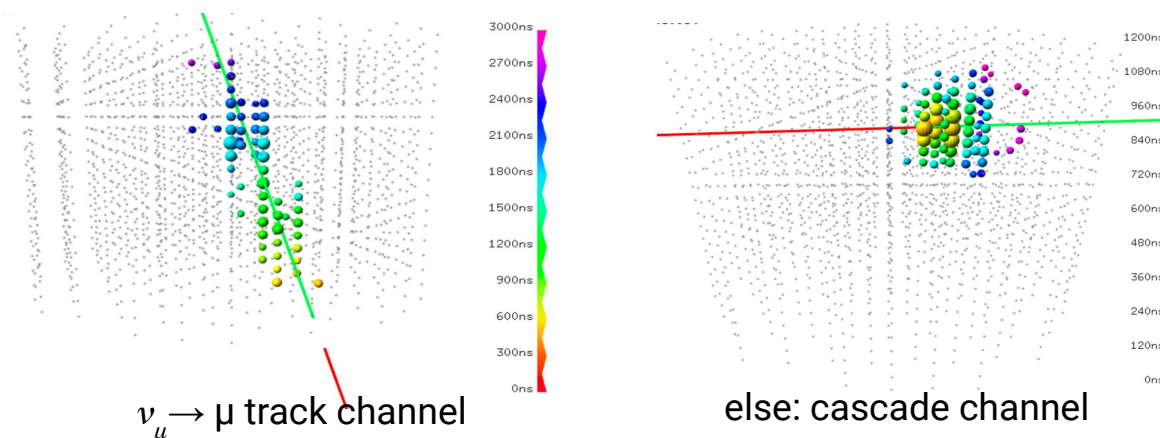 3000ns
2700ns
2400ns
2100ns
1800ns
1500ns
1200ns
900ns
600ns
300ns
0ns
1200ns
1080ns
960ns
840ns
720ns
600ns
480ns
360ns
240ns
120ns
0ns
νμ → μ track channel
else: cascade channel